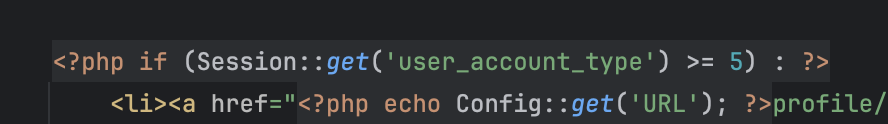 <?php if (Session::get('user_account_type') >= 5) : ?>
<li><a href="<?php echo Config::get('URL'); ?>profile/